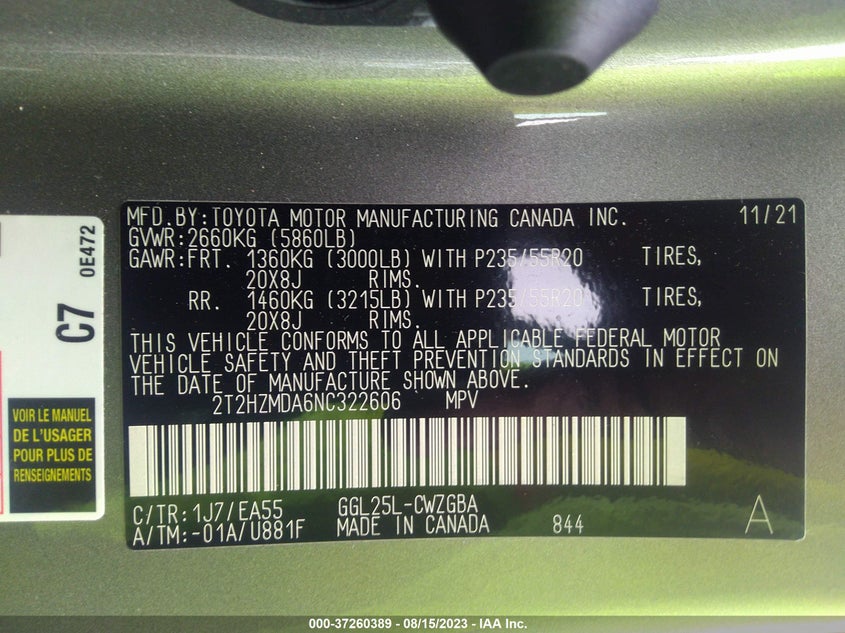 MFD.BY:TOYOTA MOTOR MANUFACTURING CANADA INC. 11/21
GVWR:2660KG (5860LB)
GAWR:FRT. 1360KG (3000LB) WITH P235/55R20 TIRES,
20X8J RIMS.
RR. 1460KG (3215LB) WITH P235/55R20 TIRES,
20X8J RIMS.
THIS VEHICLE CONFORMS TO ALL APPLICABLE FEDERAL MOTOR
VEHICLE SAFETY AND THEFT PREVENTION STANDARDS IN EFFECT ON
THE DATE OF MANUFACTURE SHOWN ABOVE.
2T2HZMDA6NC322606 MPV
C/TR:1J7/EA55 GGL25L-CWZGBA
A/TM:-01A/U881F MADE IN CANADA 844 A
C7 0E472
VOIR LE MANUEL
DE L'USAGER
POUR PLUS DE
RENSEIGNEMENTS
000-37260389 - 08/15/2023 - IAA Inc.